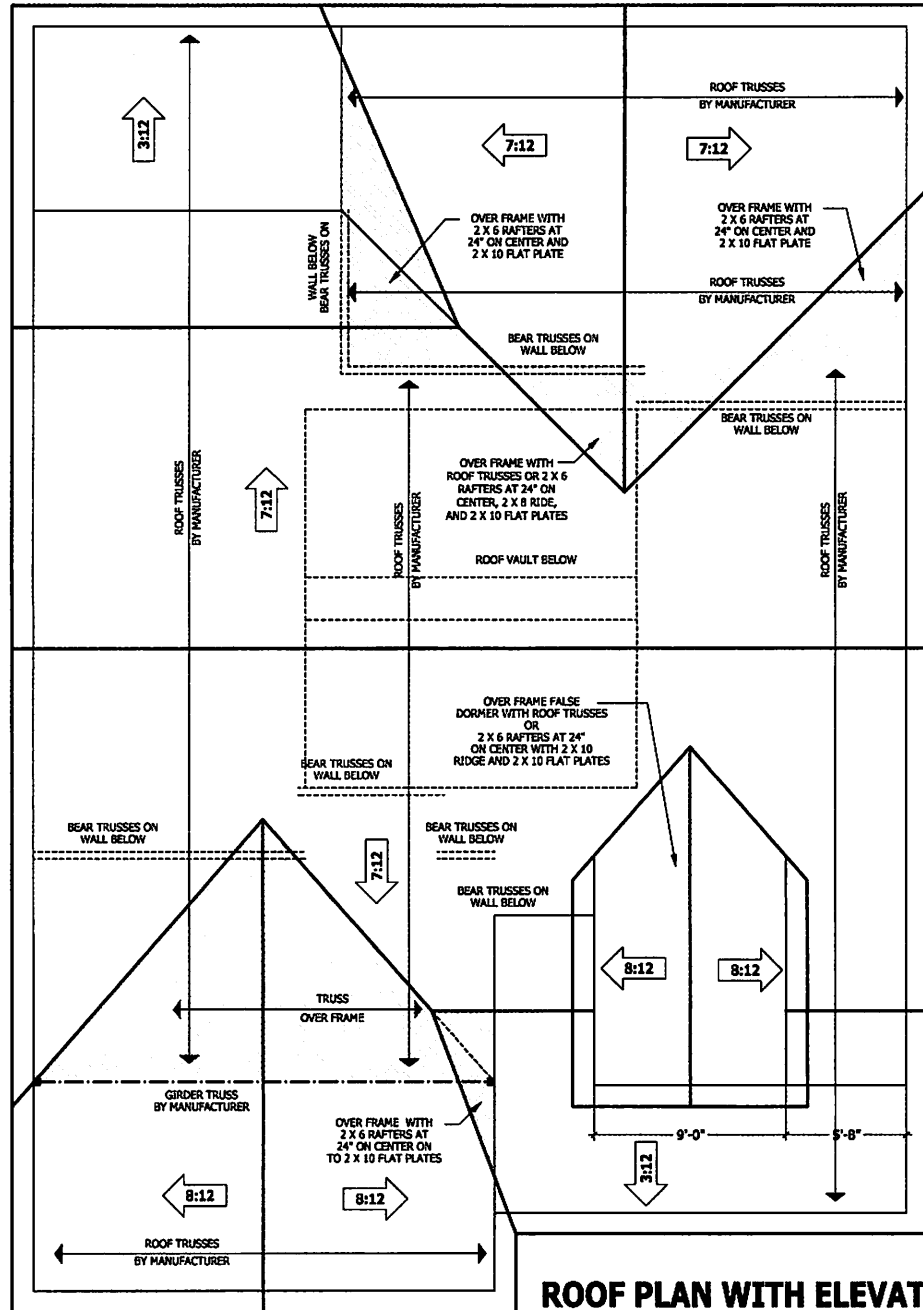 ROOF TRUSSES
BY MANUFACTURER
3:12
7:12
7:12
OVER FRAME WITH
2 X 6 RAFTERS AT
24" ON CENTER AND
2 X 10 FLAT PLATE
OVER FRAME WITH
2 X 6 RAFTERS AT
24" ON CENTER AND
2 X 10 FLAT PLATE
WALL BELOW
BEAR TRUSSES ON
ROOF TRUSSES
BY MANUFACTURER
BEAR TRUSSES ON
WALL BELOW
BEAR TRUSSES ON
WALL BELOW
ROOF TRUSSES
BY MANUFACTURER
7:12
ROOF TRUSSES
BY MANUFACTURER
OVER FRAME WITH
ROOF TRUSSES OR 2 X 6
RAFTERS AT 24" ON
CENTER, 2 X 8 RIDE,
AND 2 X 10 FLAT PLATES
ROOF TRUSSES
BY MANUFACTURER
ROOF VAULT BELOW
OVER FRAME FALSE
DORMER WITH ROOF TRUSSES
OR
2 X 6 RAFTERS AT 24"
ON CENTER WITH 2 X 10
RIDGE AND 2 X 10 FLAT PLATES
BEAR TRUSSES ON
WALL BELOW
BEAR TRUSSES ON
WALL BELOW
BEAR TRUSSES ON
WALL BELOW
7:12
BEAR TRUSSES ON
WALL BELOW
8:12
8:12
TRUSS
OVER FRAME
GIRDER TRUSS
BY MANUFACTURER
OVER FRAME WITH
2 X 6 RAFTERS AT
24" ON CENTER ON
TO 2 X 10 FLAT PLATES
9'-0"
5'-8"
3:12
8:12
8:12
ROOF TRUSSES
BY MANUFACTURER
ROOF PLAN WITH ELEVAT